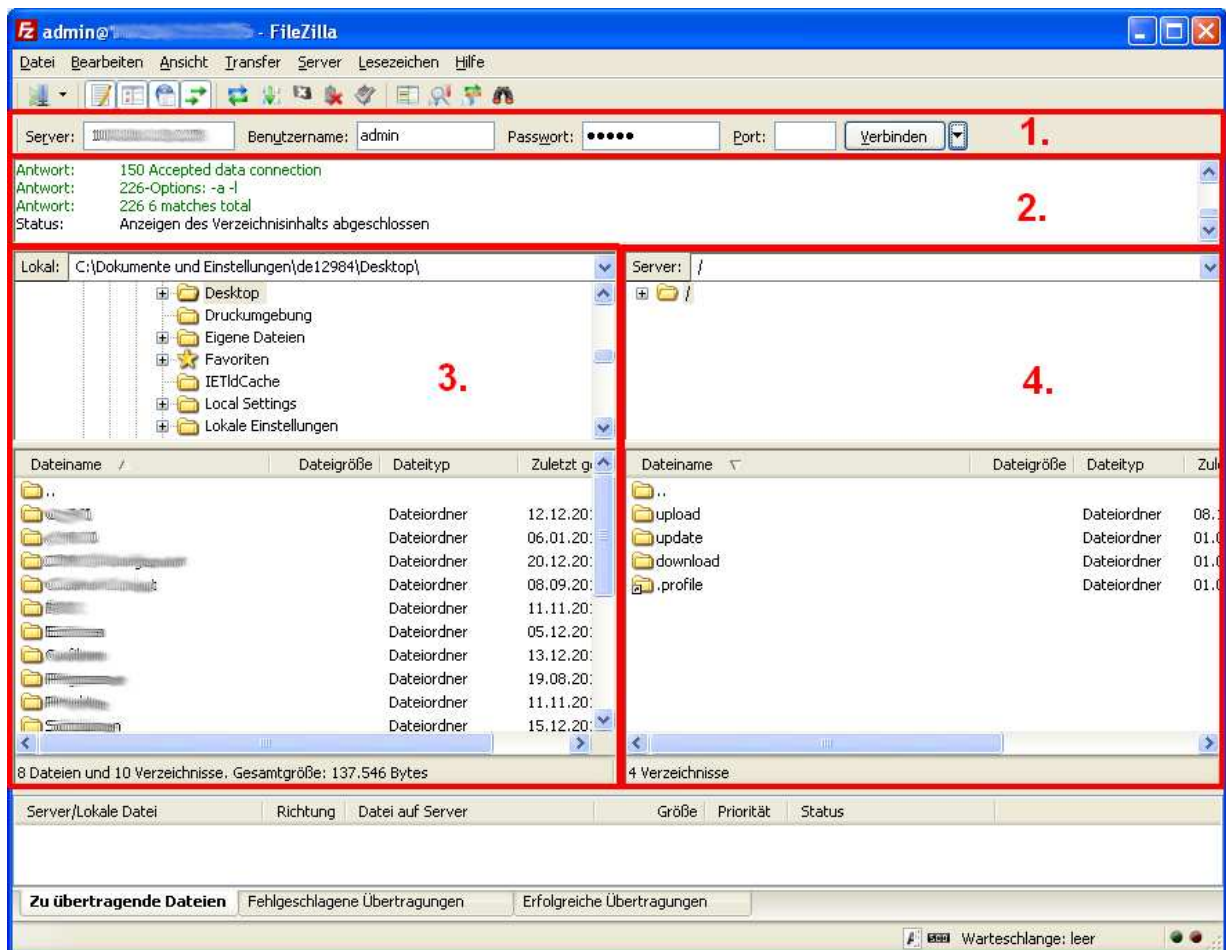 admin@ - FileZilla
Datei Bearbeiten Ansicht Transfer Server Lesezeichen Hilfe
Server: Benutzername: admin Passwort: ●●●●● Port: Verbinden 1.
Antwort: 150 Accepted data connection
Antwort: 226-Options: -a -l
Antwort: 226 6 matches total
Status: Anzeigen des Verzeichnisinhalts abgeschlossen
2.
Lokal: C:\Dokumente und Einstellungen\de12984\Desktop\
Desktop
Druckumgebung
Eigene Dateien
Favoriten
IETldCache
Local Settings
Lokale Einstellungen
3.
Dateiname Dateigröße Dateityp Zuletzt g
..
Dateiordner 12.12.20
Dateiordner 06.01.20
Dateiordner 20.12.20
Dateiordner 08.09.20
Dateiordner 11.11.20
Dateiordner 05.12.20
Dateiordner 13.12.20
Dateiordner 19.08.20
Dateiordner 11.11.20
Dateiordner 15.12.20
8 Dateien und 10 Verzeichnisse. Gesamtgröße: 137.546 Bytes
Server: /
/
4.
Dateiname Dateigröße Dateityp Zul
..
upload Dateiordner 08.
update Dateiordner 01.
download Dateiordner 01.
.profile Dateiordner 01.
4 Verzeichnisse
Server/Lokale Datei Richtung Datei auf Server Größe Priorität Status
Zu übertragende Dateien Fehlgeschlagene Übertragungen Erfolgreiche Übertragungen
Warteschlange: leer